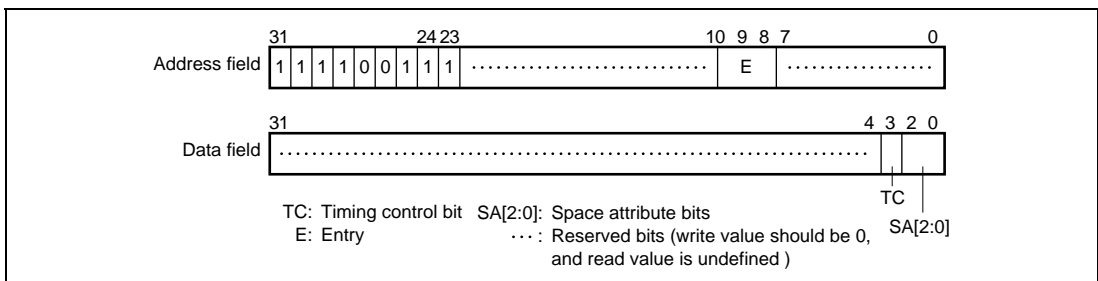 31 24 23 10 9 8 7 0
Address field 1 1 1 1 0 0 1 1 1 ································ E ··················
31 4 3 2 0
Data field ········································································
TC
TC: Timing control bit SA[2:0]: Space attribute bits SA[2:0]
E: Entry ··· : Reserved bits (write value should be 0,
and read value is undefined )